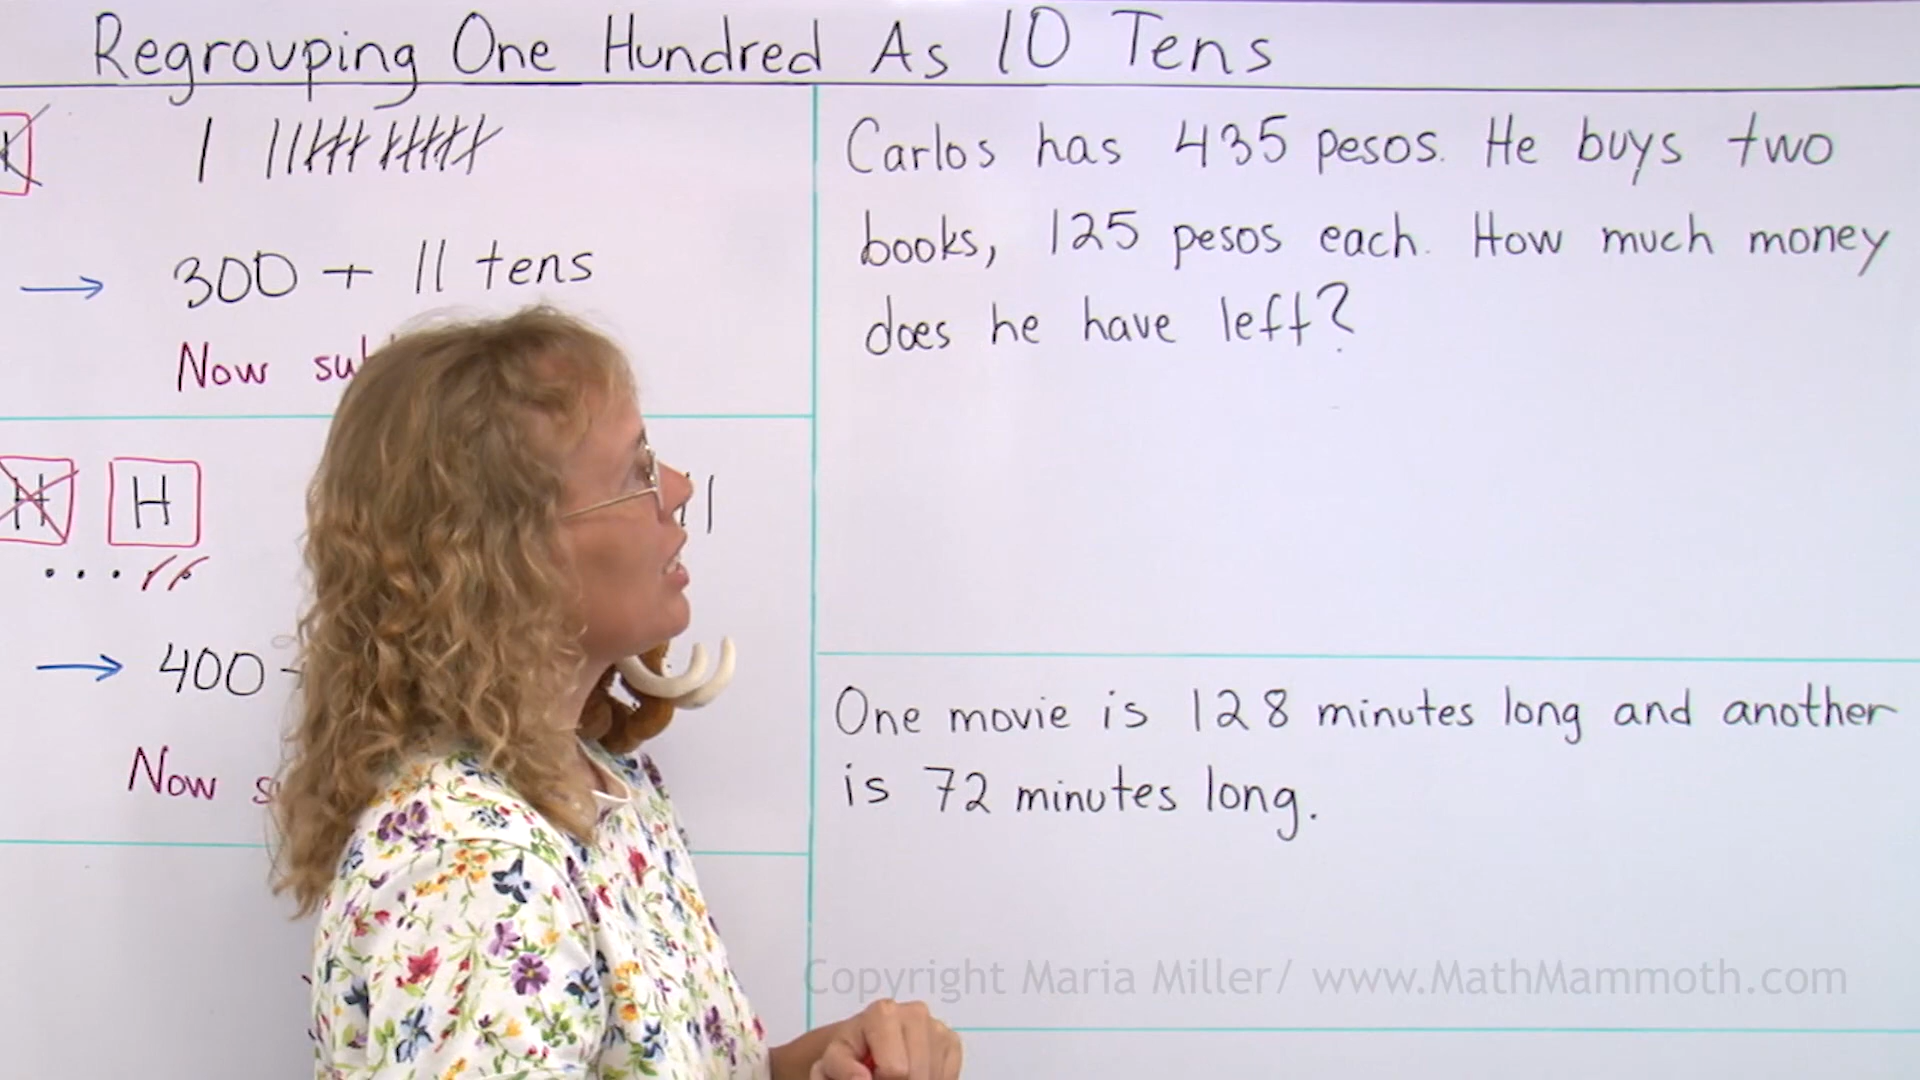 Regrouping One Hundred As 10 Tens
300 + 11 tens
Now
H H
400
Now
Carlos has 435 pesos. He buys two
books, 125 pesos each. How much money
does he have left?
One movie is 128 minutes long and another
is 72 minutes long.
Copyright Maria Miller/ www.MathMammoth.com